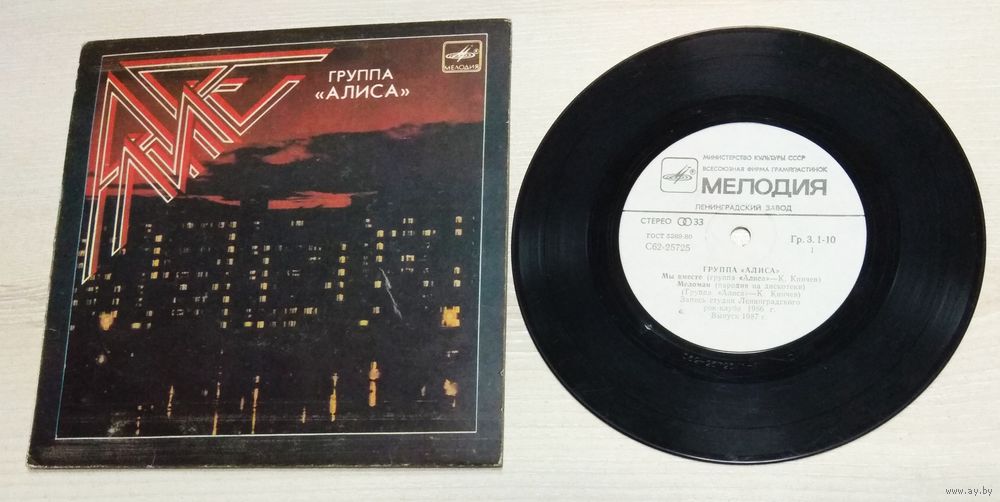 ГРУППА
«АЛИСА»
МЕЛОДИЯ
МИНИСТЕРСТВО КУЛЬТУРЫ СССР
ВСЕСОЮЗНАЯ ФИРМА ГРАМПЛАСТИНОК
МЕЛОДИЯ
ЛЕНИНГРАДСКИЙ ЗАВОД
СТЕРЕО 33
ГОСТ 5289-80
С62-25725
Гр. 3. 1-10
1
ГРУППА «АЛИСА»
Мы вместе (группа «Алиса»—К. Кинчев)
Меломан (пародия на дискотеки)
(Группа «Алиса»—К. Кинчев)
Запись студии Ленинградского
рок-клуба 1986 г.
Выпуск 1987 г.
www.ay.by